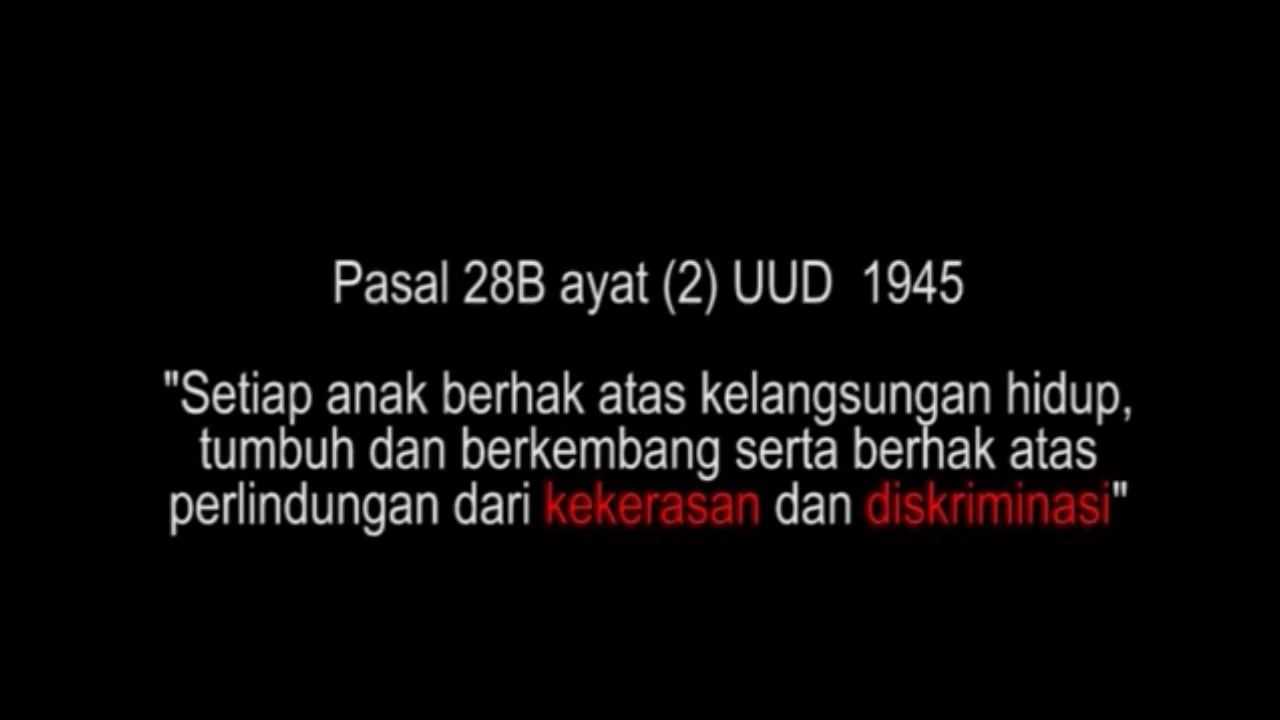 Pasal 28B ayat (2) UUD 1945
"Setiap anak berhak atas kelangsungan hidup,
tumbuh dan berkembang serta berhak atas
perlindungan dari kekerasan dan diskriminasi"